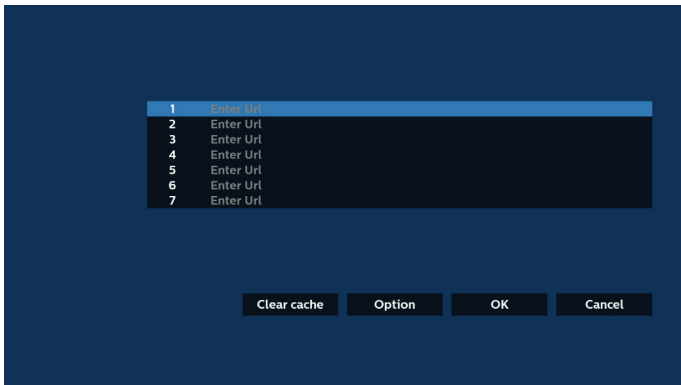 1 Enter Url
2 Enter Url
3 Enter Url
4 Enter Url
5 Enter Url
6 Enter Url
7 Enter Url
Clear cache Option OK Cancel